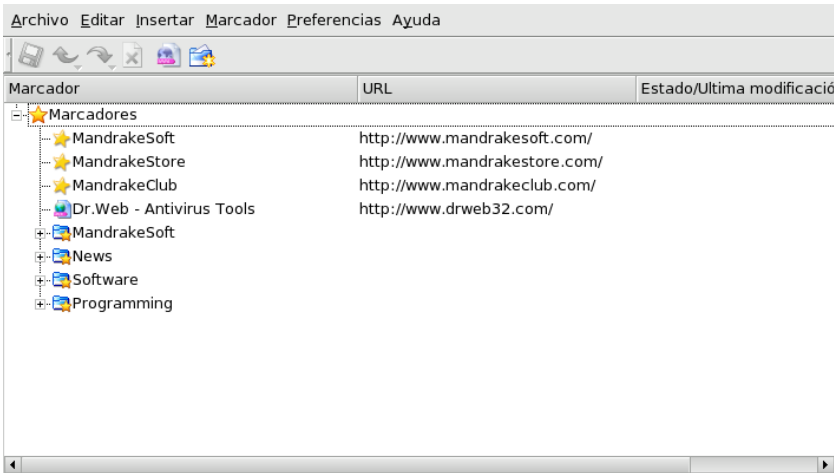 Archivo Editar Insertar Marcador Preferencias Ayuda
Marcador URL Estado/Ultima modificació
Marcadores
MandrakeSoft http://www.mandrakesoft.com/
MandrakeStore http://www.mandrakestore.com/
MandrakeClub http://www.mandrakeclub.com/
Dr.Web - Antivirus Tools http://www.drweb32.com/
MandrakeSoft
News
Software
Programming